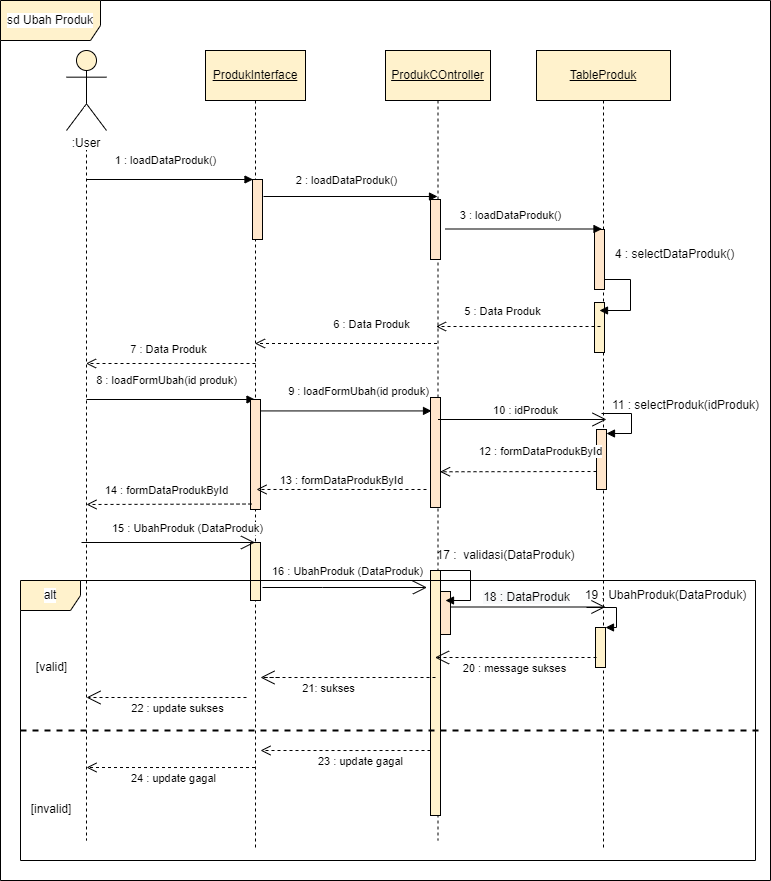 sd Ubah Produk
ProdukInterface
ProdukCOntroller
TableProduk
:User
1 : loadDataProduk()
2 : loadDataProduk()
3 : loadDataProduk()
4 : selectDataProduk()
5 : Data Produk
6 : Data Produk
7 : Data Produk
8 : loadFormUbah(id produk)
9 : loadFormUbah(id produk)
10 : idProduk
11 : selectProduk(idProduk)
12 : formDataProdukById
13 : formDataProdukById
14 : formDataProdukById
15 : UbahProduk (DataProduk)
16 : UbahProduk (DataProduk)
17 : validasi(DataProduk)
alt
18 : DataProduk
19 : UbahProduk(DataProduk)
[valid]
20 : message sukses
21: sukses
22 : update sukses
23 : update gagal
24 : update gagal
[invalid]